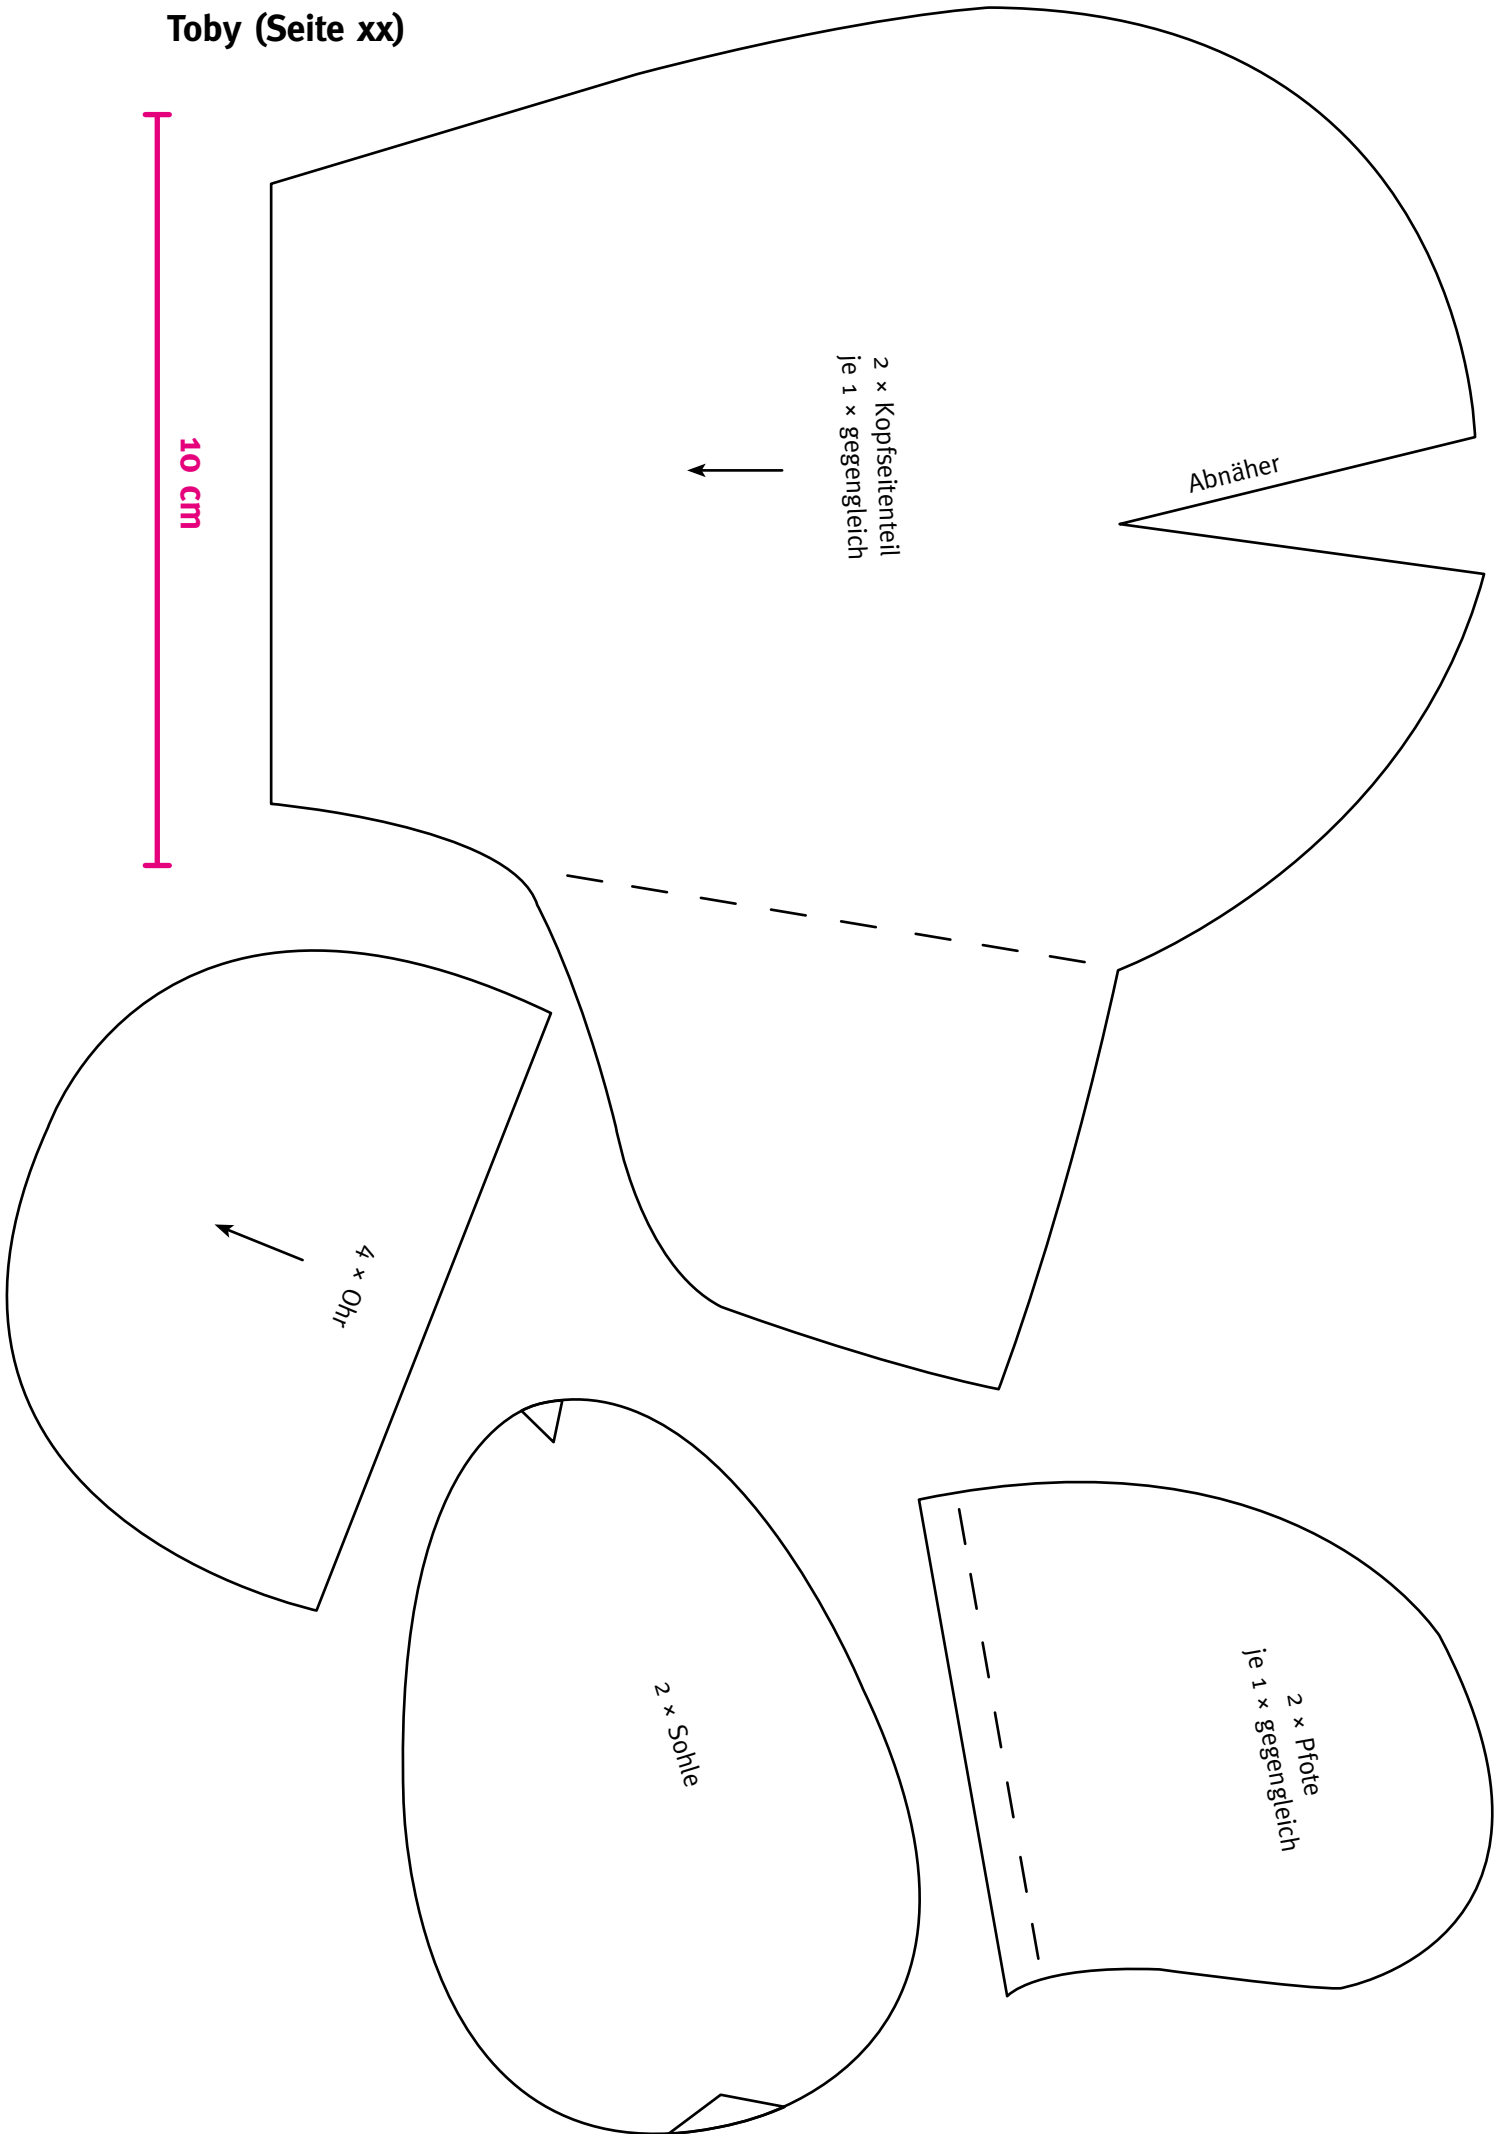 Toby (Seite xx)
10 cm
2 × Kopfseitenteil
je 1 × gegengleich
Abnäher
4 × Ohr
2 × Sohle
2 × Pfote
je 1 × gegengleich